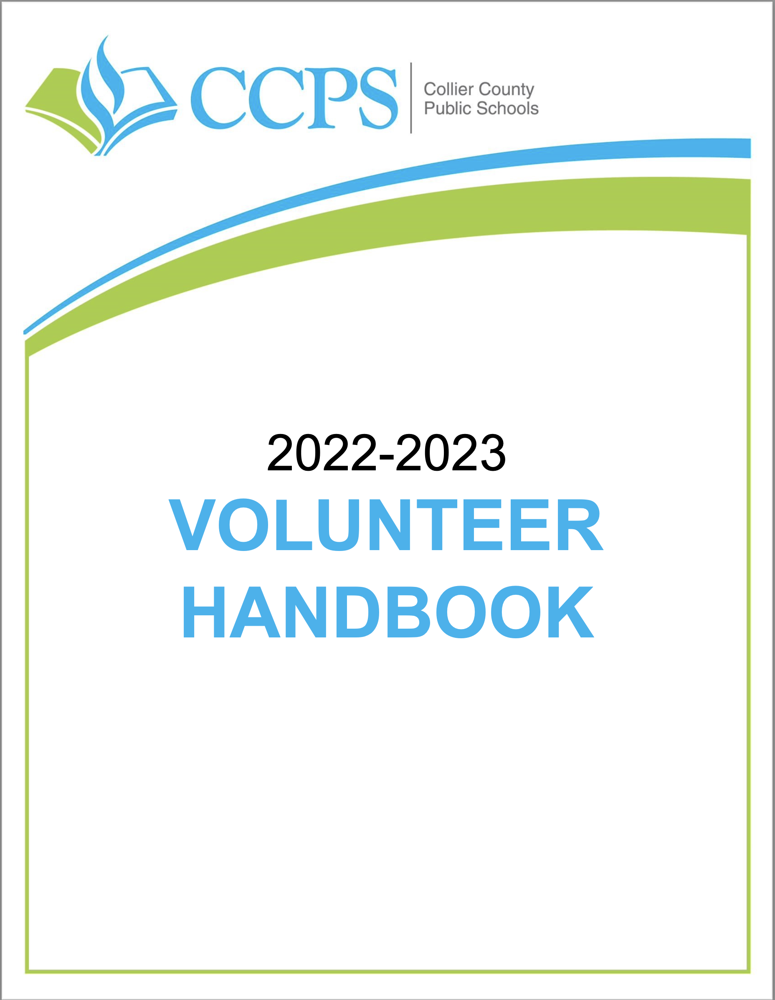 CCPS
Collier County
Public Schools
2022-2023
VOLUNTEER
HANDBOOK